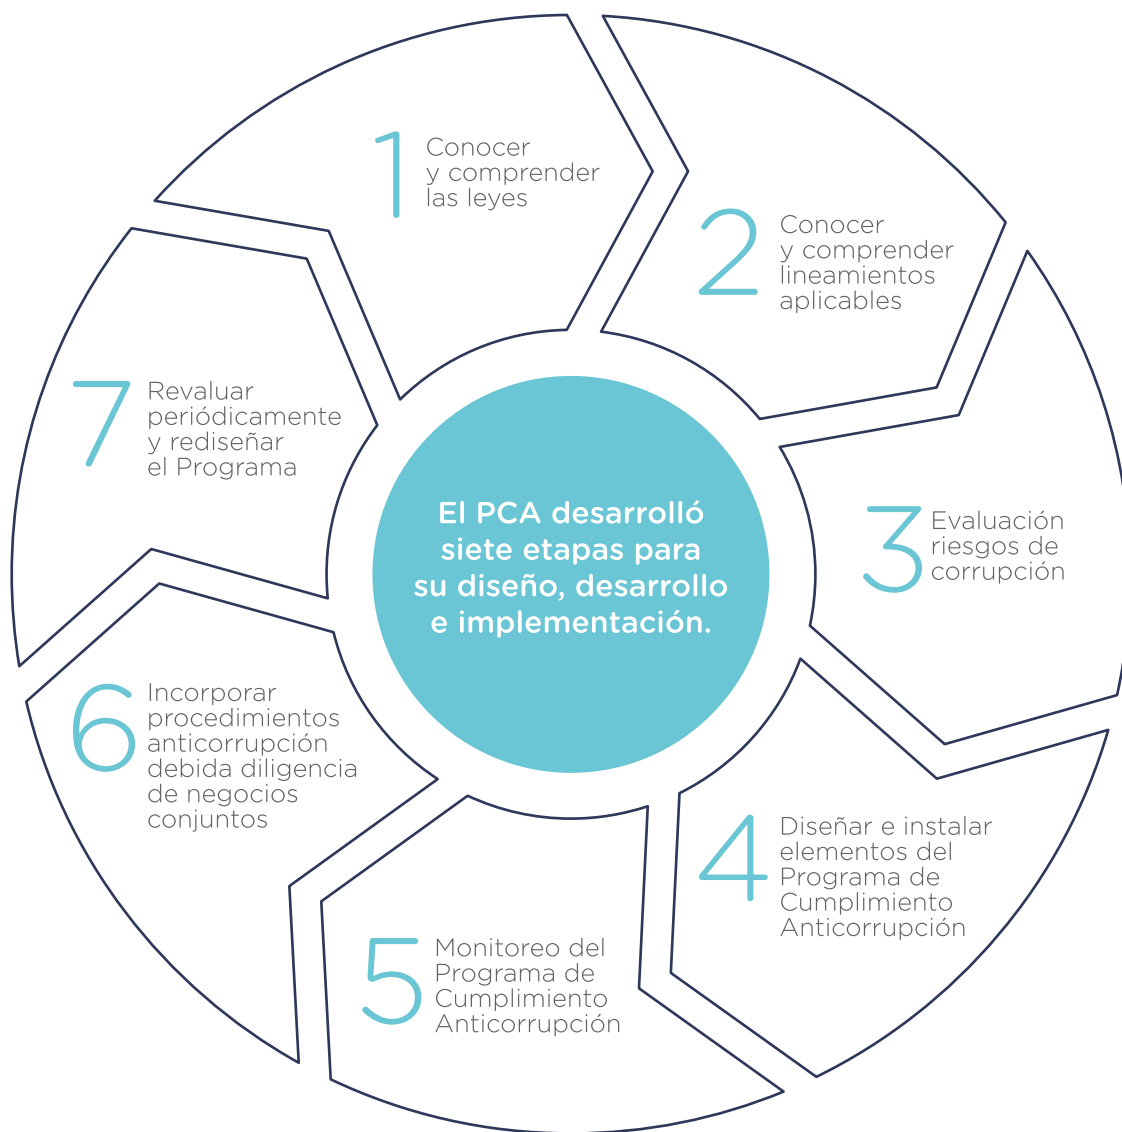 1
Conocer
y comprender
las leyes
2
Conocer
y comprender
lineamientos
aplicables
3
Evaluación
riesgos de
corrupción
4
Diseñar e instalar
elementos del
Programa de
Cumplimiento
Anticorrupción
5
Monitoreo del
Programa de
Cumplimiento
Anticorrupción
6
Incorporar
procedimientos
anticorrupción
debida diligencia
de negocios
conjuntos
7
Revaluar
periódicamente
y rediseñar
el Programa
El PCA desarrolló
siete etapas para
su diseño, desarrollo
e implementación.